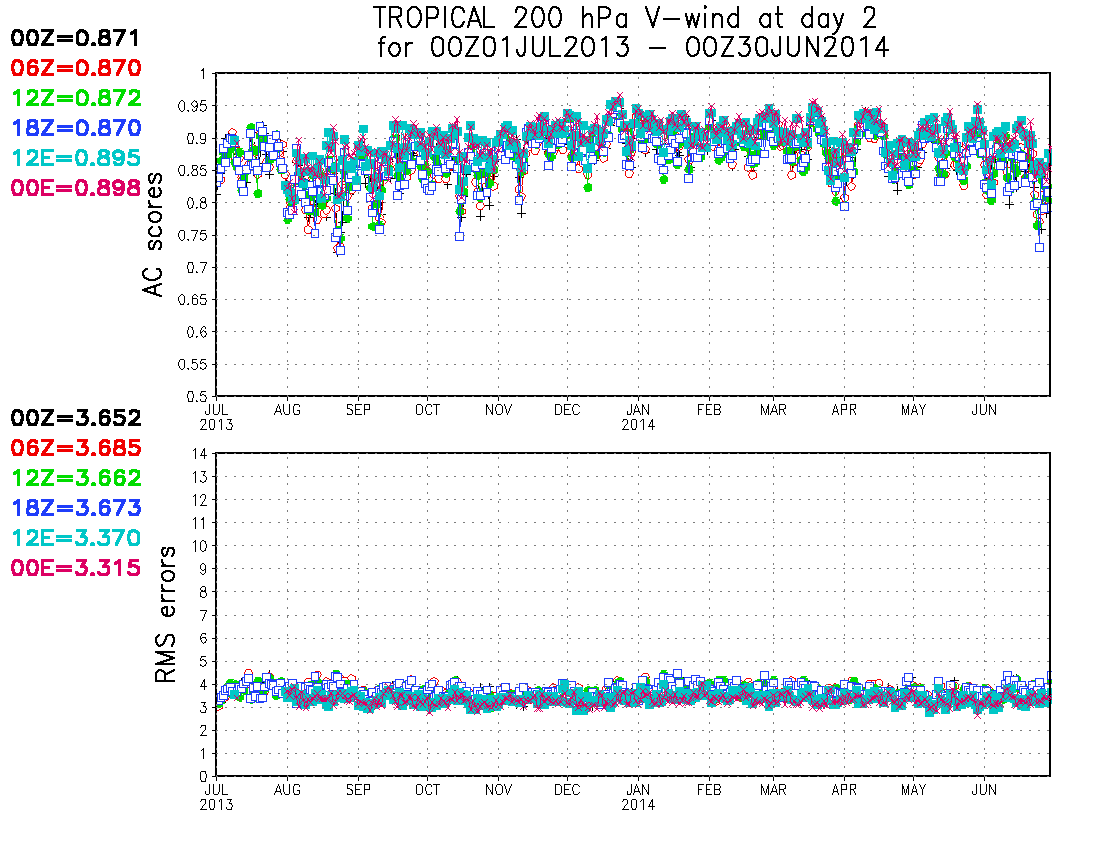 TROPICAL 200 hPa V-wind at day 2
for 00Z01JUL2013 - 00Z30JUN2014
00Z=0.871
06Z=0.870
12Z=0.872
18Z=0.870
12E=0.895
00E=0.898
AC scores
1
0.95
0.9
0.85
0.8
0.75
0.7
0.65
0.6
0.55
0.5
JUL AUG SEP OCT NOV DEC JAN FEB MAR APR MAY JUN
2013 2014
00Z=3.652
06Z=3.685
12Z=3.662
18Z=3.673
12E=3.370
00E=3.315
RMS errors
14
13
12
11
10
9
8
7
6
5
4
3
2
1
0
JUL AUG SEP OCT NOV DEC JAN FEB MAR APR MAY JUN
2013 2014